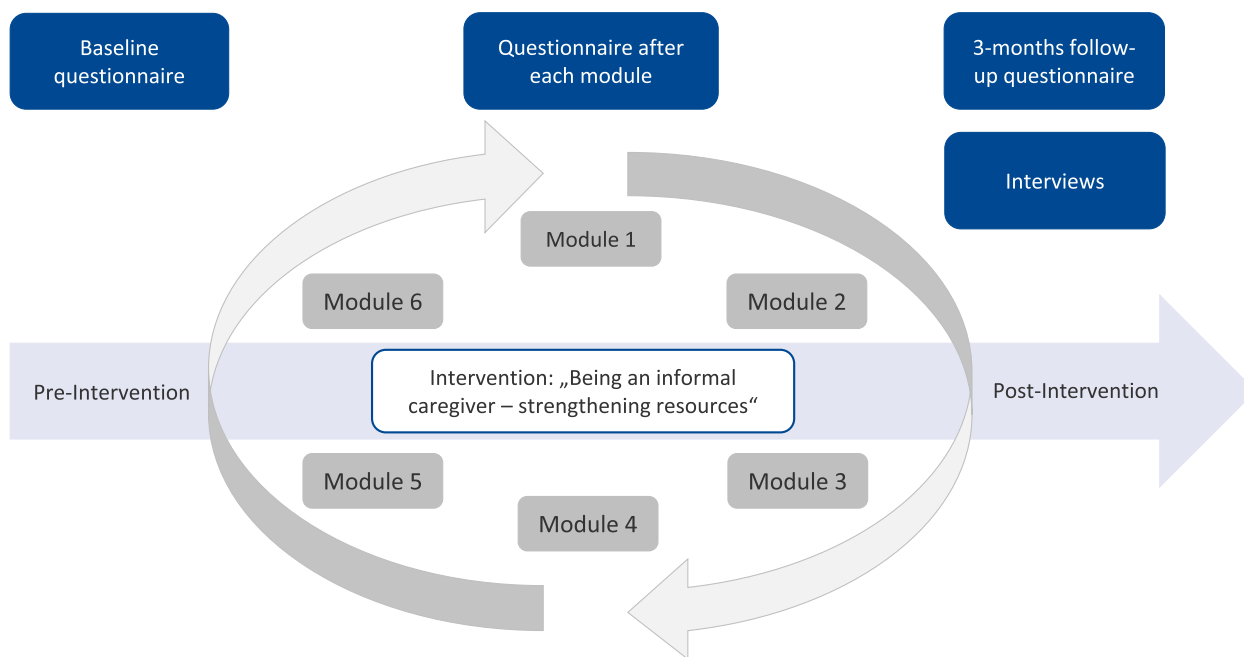 Baseline
questionnaire
Questionnaire after
each module
3-months follow-
up questionnaire
Interviews
Module 1
Module 6
Module 2
Pre-Intervention
Intervention: „Being an informal
caregiver – strengthening resources“
Post-Intervention
Module 5
Module 3
Module 4